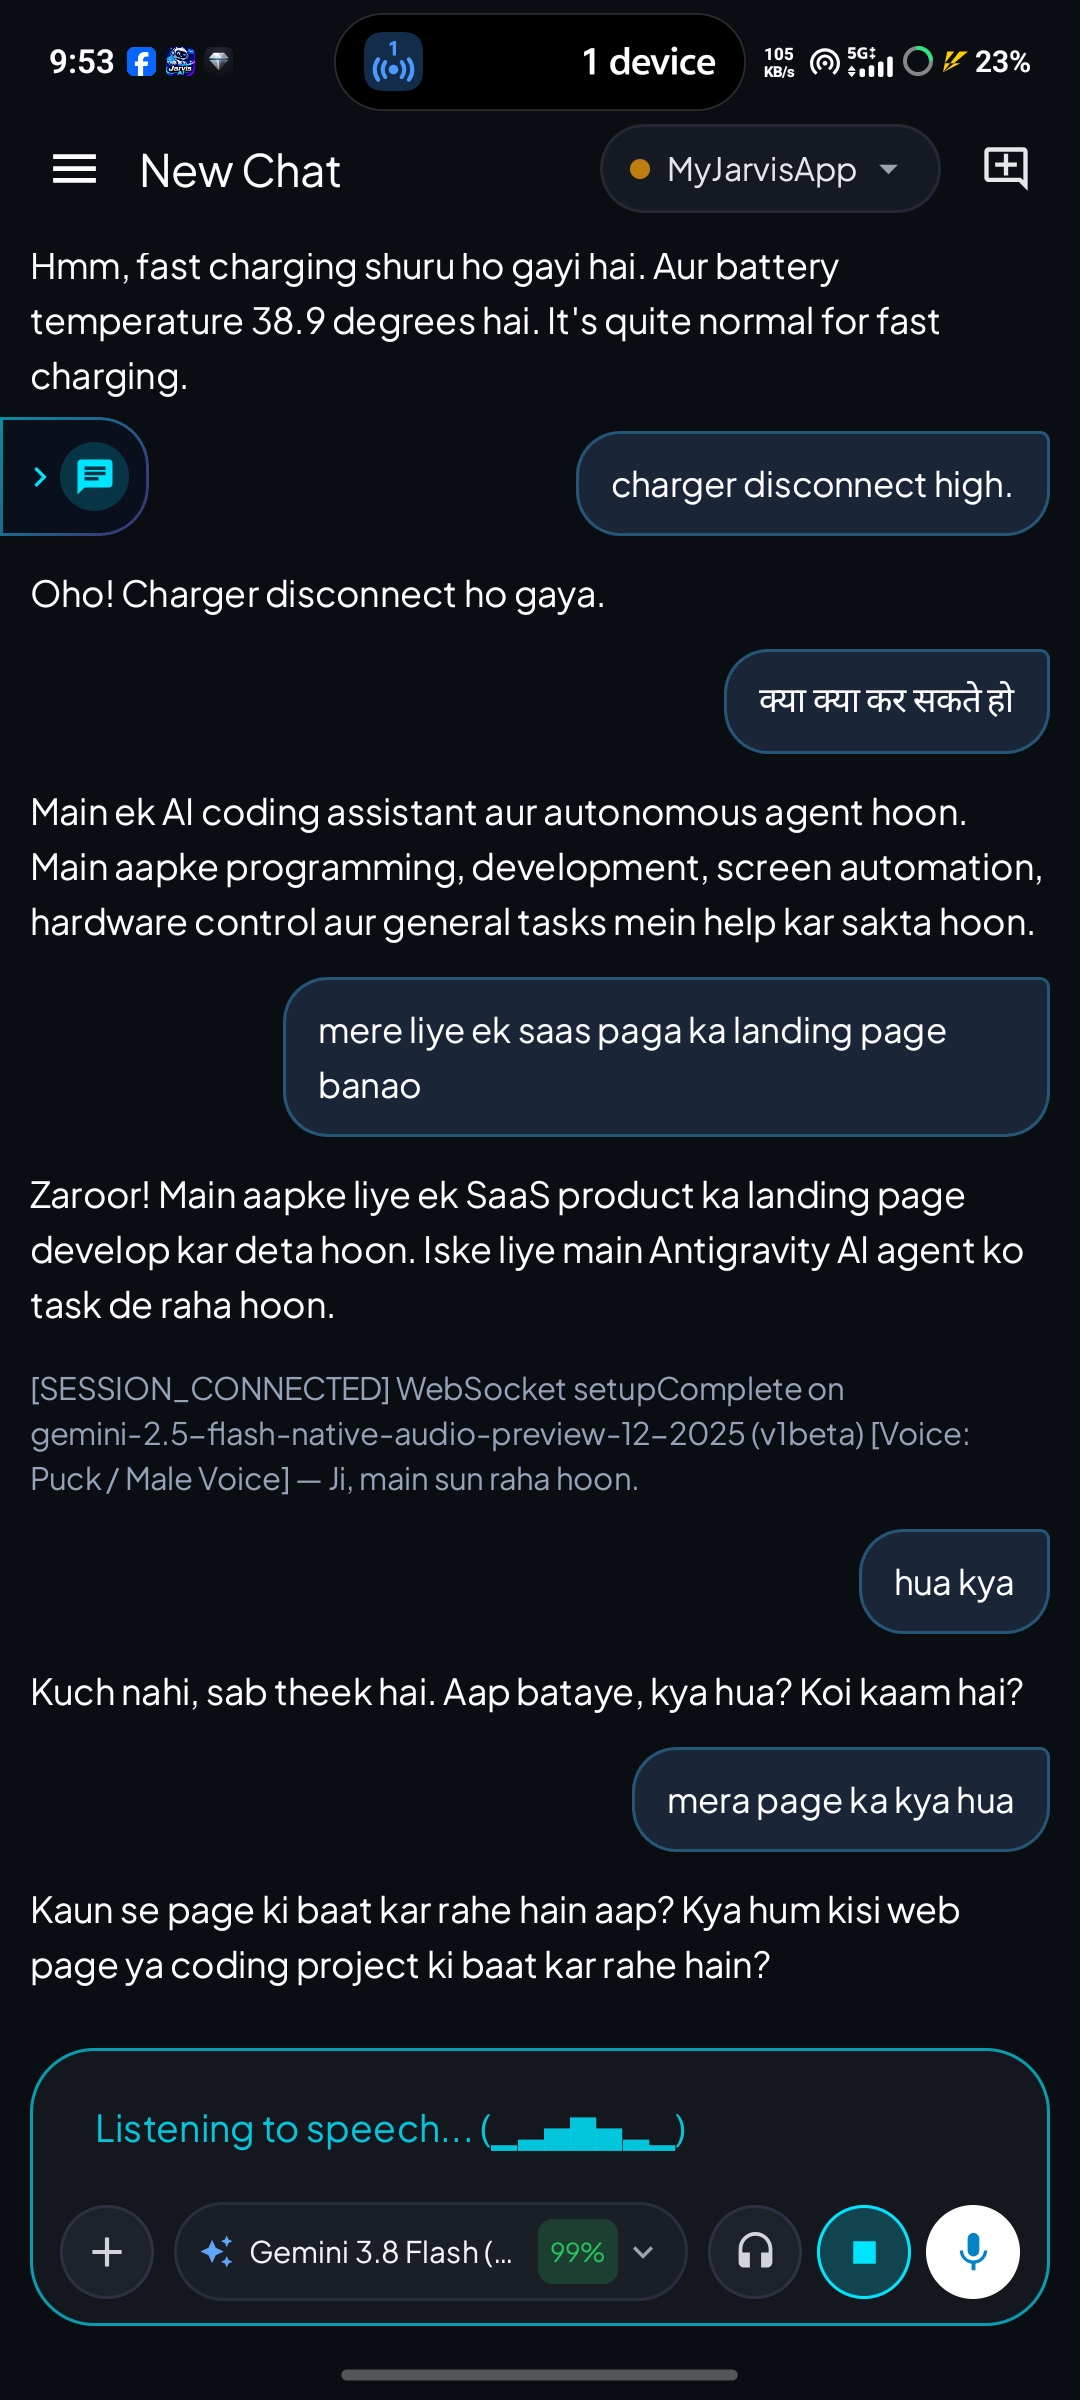 9:53
1
1 device
105
KB/s
5G
23%
New Chat
MyJarvisApp
Hmm, fast charging shuru ho gayi hai. Aur battery
temperature 38.9 degrees hai. It's quite normal for fast
charging.
charger disconnect high.
Oho! Charger disconnect ho gaya.
क्या क्या कर सकते हो
Main ek AI coding assistant aur autonomous agent hoon.
Main aapke programming, development, screen automation,
hardware control aur general tasks mein help kar sakta hoon.
mere liye ek saas paga ka landing page
banao
Zaroor! Main aapke liye ek SaaS product ka landing page
develop kar deta hoon. Iske liye main Antigravity AI agent ko
task de raha hoon.
[SESSION_CONNECTED] WebSocket setupComplete on
gemini-2.5-flash-native-audio-preview-12-2025 (v1beta) [Voice:
Puck / Male Voice] — Ji, main sun raha hoon.
hua kya
Kuch nahi, sab theek hai. Aap bataye, kya hua? Koi kaam hai?
mera page ka kya hua
Kaun se page ki baat kar rahe hain aap? Kya hum kisi web
page ya coding project ki baat kar rahe hain?
Listening to speech... (▁▂▄▆▄▂▁)
Gemini 3.8 Flash (...
99%